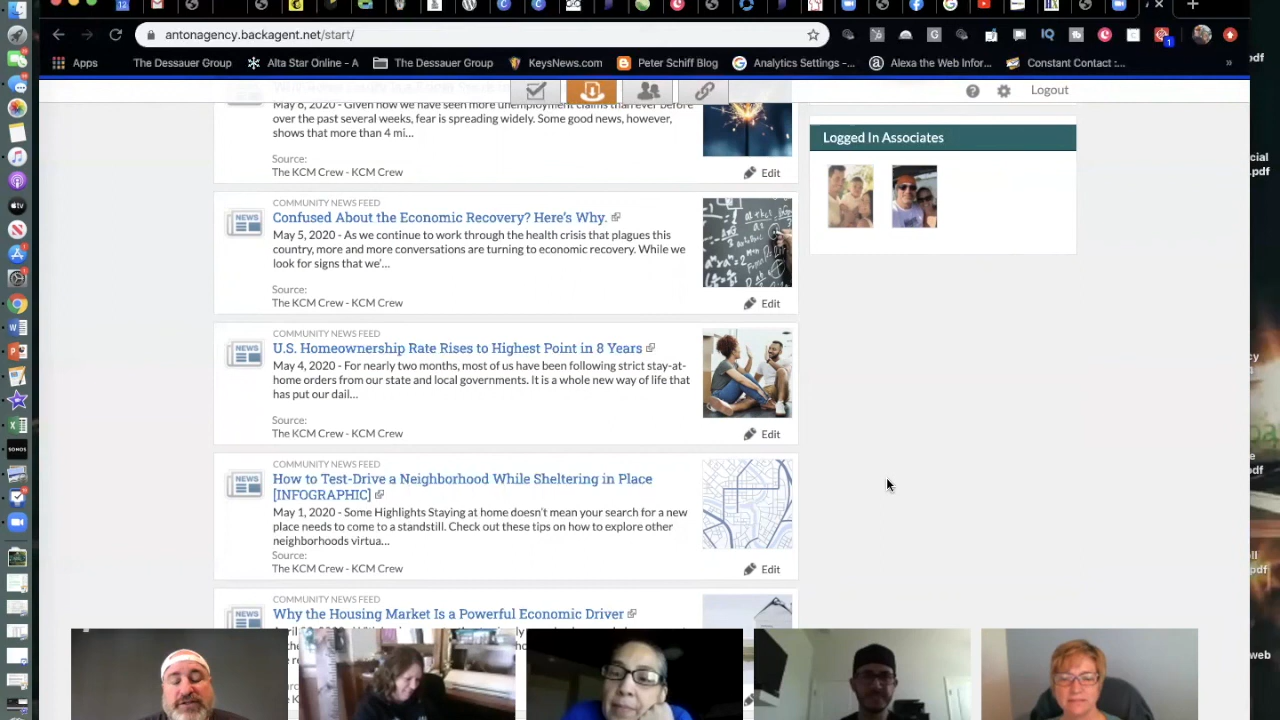 antonagency.backagent.net/start/
Apps
The Dessauer Group
Alta Star Online - A
The Dessauer Group
KeysNews.com
Peter Schiff Blog
Analytics Settings -...
Alexa the Web Infor...
Constant Contact :...
»
Logout
May 6, 2020 - Given how we have seen more unemployment claims than ever before
over the past several weeks, fear is spreading widely. Some good news, however,
shows that more than 4 mi...
Source:
The KCM Crew - KCM Crew
Edit
Logged In Associates
COMMUNITY NEWS FEED
NEWS
Confused About the Economic Recovery? Here's Why.
May 5, 2020 - As we continue to work through the health crisis that plagues this
country, more and more conversations are turning to economic recovery. While we
look for signs that we'...
Source:
The KCM Crew - KCM Crew
Edit
COMMUNITY NEWS FEED
NEWS
U.S. Homeownership Rate Rises to Highest Point in 8 Years
May 4, 2020 - For nearly two months, most of us have been following strict stay-at-
home orders from our state and local governments. It is a whole new way of life that
has put our dail...
Source:
The KCM Crew - KCM Crew
Edit
COMMUNITY NEWS FEED
NEWS
How to Test-Drive a Neighborhood While Sheltering in Place
[INFOGRAPHIC]
May 1, 2020 - Some Highlights Staying at home doesn't mean your search for a new
place needs to come to a standstill. Check out these tips on how to explore other
neighborhoods virtua...
Source:
The KCM Crew - KCM Crew
Edit
COMMUNITY NEWS FEED
NEWS
Why the Housing Market Is a Powerful Economic Driver
SONOS
tv
.pdf
web